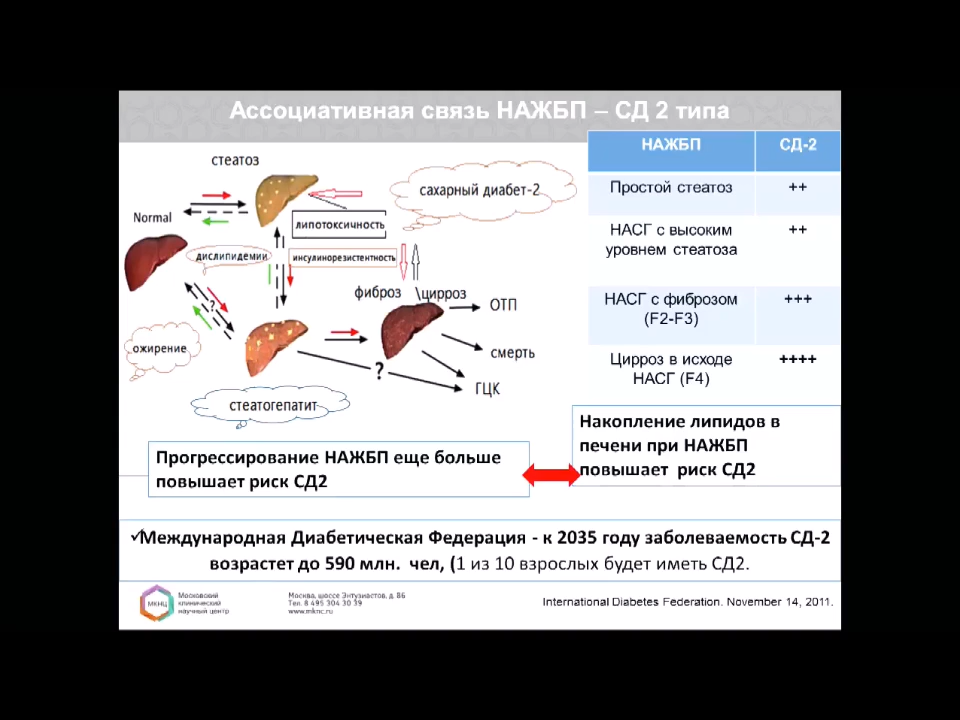 Ассоциативная связь НАЖБП – СД 2 типа
стеатоз
Normal
сахарный диабет-2
липотоксичность
дислипидемии
инсулинорезистентность
фиброз \цирроз
ОТП
?
ожирение
смерть
?
ГЦК
стеатогепатит
НАЖБП СД-2
Простой стеатоз ++
НАСГ с высоким ++
уровнем стеатоза
НАСГ с фиброзом +++
(F2-F3)
Цирроз в исходе ++++
НАСГ (F4)
Накопление липидов в
печени при НАЖБП
повышает риск СД2
Прогрессирование НАЖБП еще больше
повышает риск СД2
✓Международная Диабетическая Федерация - к 2035 году заболеваемость СД-2
возрастет до 590 млн. чел, (1 из 10 взрослых будет иметь СД2.
МКНЦ
Московский
клинический
научный центр
Москва, шоссе Энтузиастов, д. 86
Тел. 8 495 304 30 39
www.mknc.ru
International Diabetes Federation. November 14, 2011.